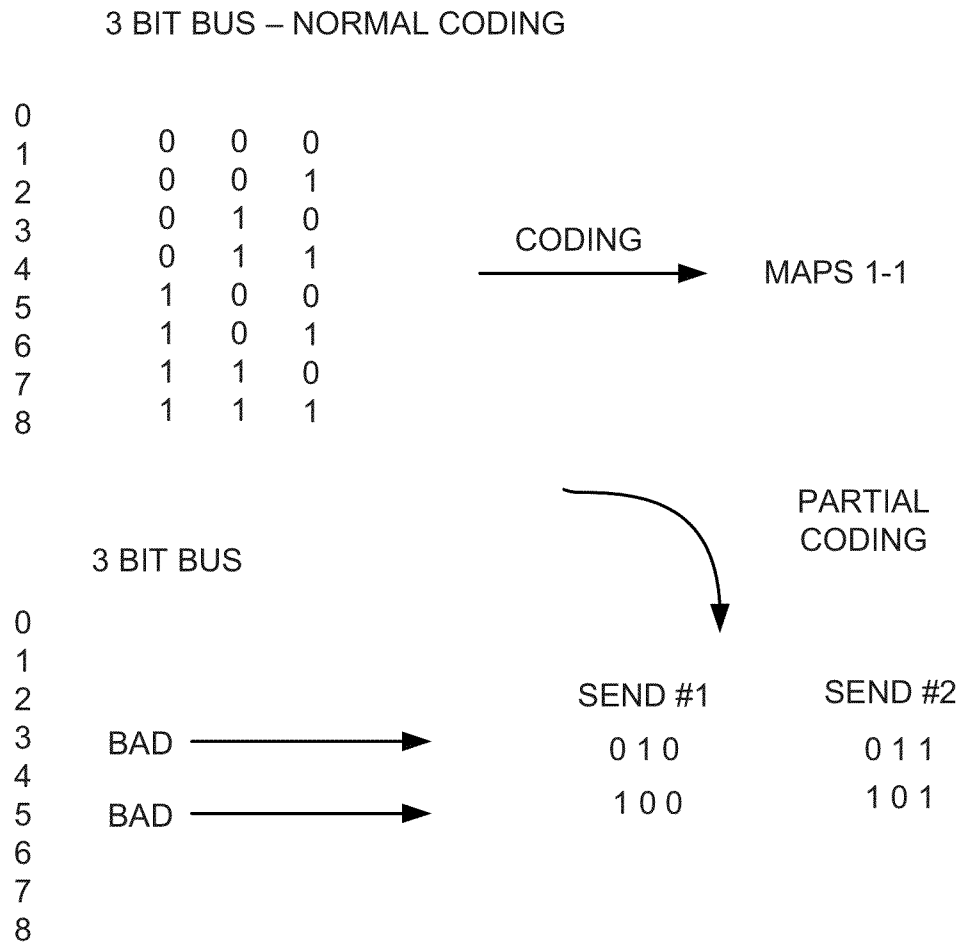 3 BIT BUS – NORMAL CODING
0
0 0 0
1
0 0 1
2
0 1 0
3
0 1 1
4
1 0 0
5
1 0 1
6
1 1 0
7
1 1 1
8
CODING
MAPS 1-1
PARTIAL
CODING
3 BIT BUS
0
1
2
3
4
5
6
7
8
BAD
BAD
SEND #1
SEND #2
0 1 0
0 1 1
1 0 0
1 0 1